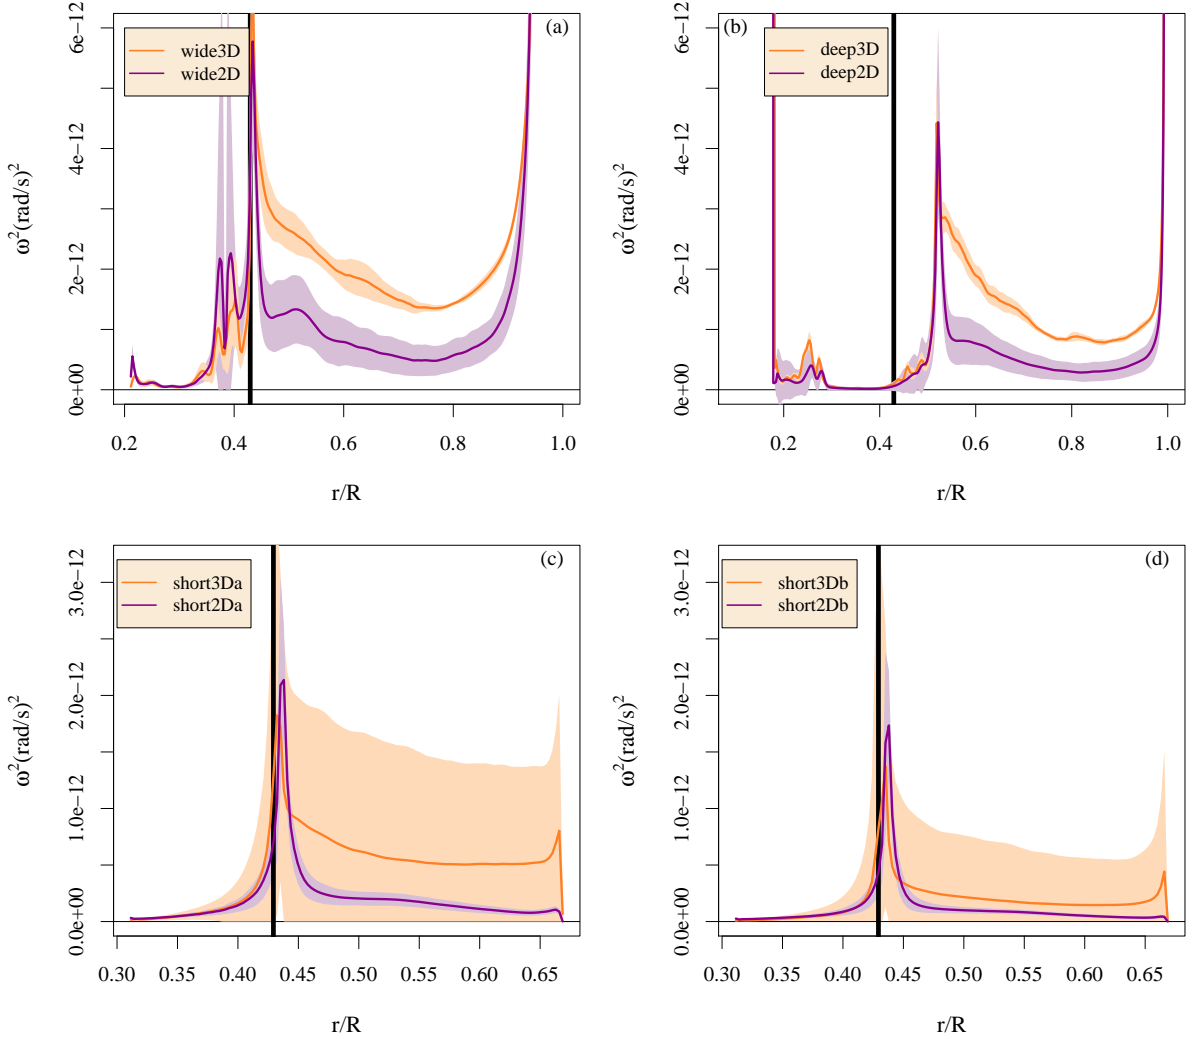 (a)
wide3D
wide2D
6e−12
4e−12
2e−12
0e+00
ω²(rad/s)²
0.2 0.4 0.6 0.8 1.0
r/R
(b)
deep3D
deep2D
6e−12
4e−12
2e−12
0e+00
ω²(rad/s)²
0.2 0.4 0.6 0.8 1.0
r/R
(c)
short3Da
short2Da
3.0e−12
2.0e−12
1.0e−12
0.0e+00
ω²(rad/s)²
0.30 0.35 0.40 0.45 0.50 0.55 0.60 0.65
r/R
(d)
short3Db
short2Db
3.0e−12
2.0e−12
1.0e−12
0.0e+00
ω²(rad/s)²
0.30 0.35 0.40 0.45 0.50 0.55 0.60 0.65
r/R